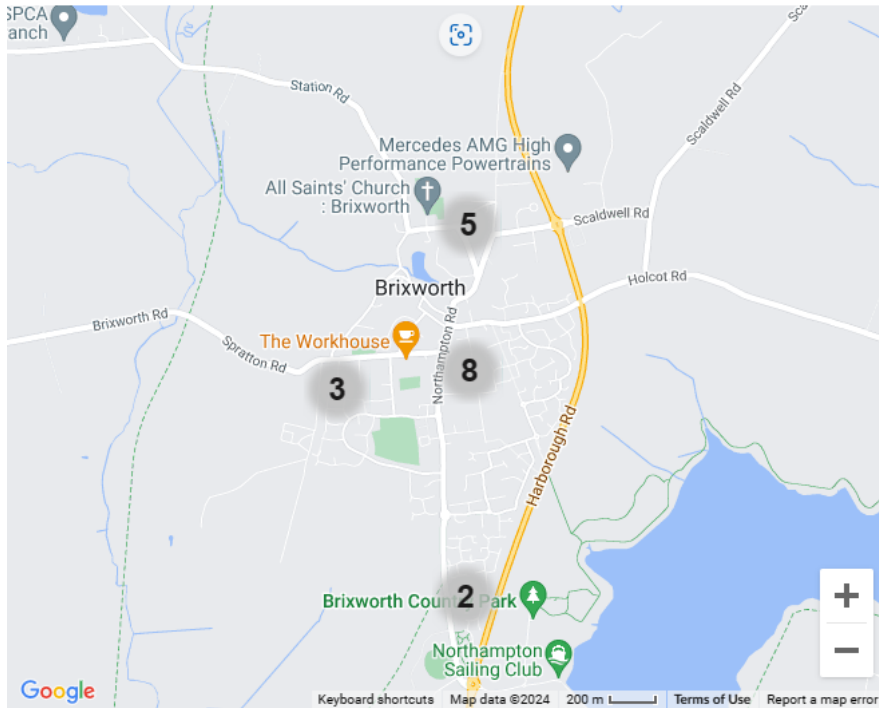 SPCA
anch
Station Rd
Scaldwell Rd
Mercedes AMG High
Performance Powertrains
All Saints' Church
: Brixworth
5
Scaldwell Rd
Holcot Rd
Brixworth
Brixworth Rd
Spratton Rd
The Workhouse
Northampton Rd
3
8
Harborough Rd
2
Brixworth Coun Park
Northampton
Sailing Club
+
−
Google
Keyboard shortcuts Map data ©2024 200 m Terms of Use Report a map error